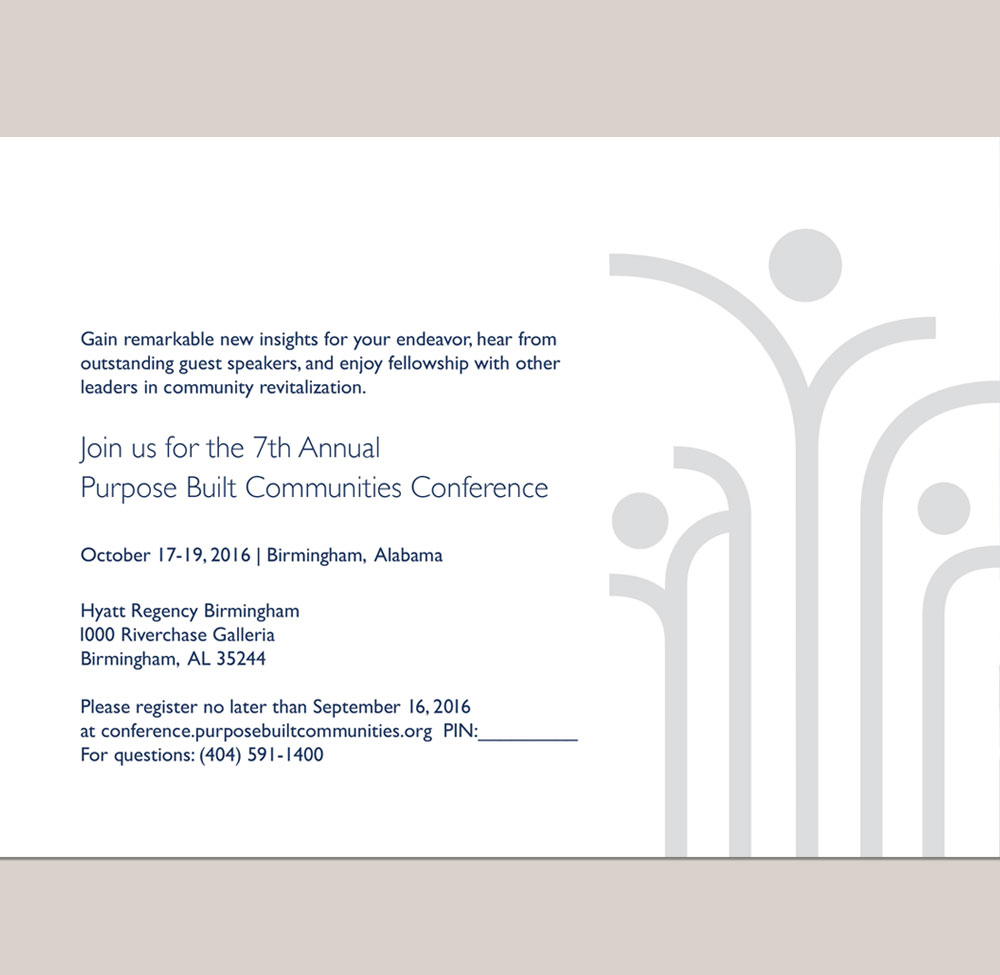 Gain remarkable new insights for your endeavor, hear from
outstanding guest speakers, and enjoy fellowship with other
leaders in community revitalization.
Join us for the 7th Annual
Purpose Built Communities Conference
October 17-19, 2016 | Birmingham, Alabama
Hyatt Regency Birmingham
1000 Riverchase Galleria
Birmingham, AL 35244
Please register no later than September 16, 2016
at conference.purposebuiltcommunities.org PIN:__________
For questions: (404) 591-1400